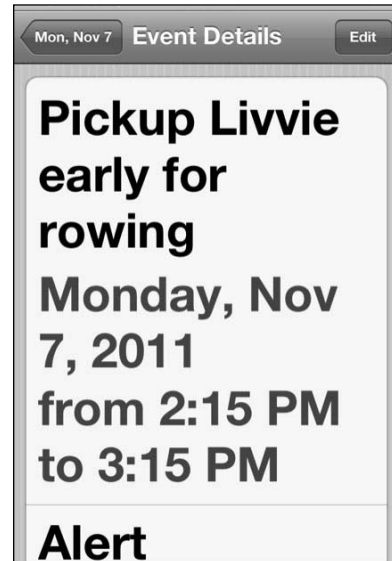 Mon, Nov 7 Event Details Edit
Pickup Livvie
early for
rowing
Monday, Nov
7, 2011
from 2:15 PM
to 3:15 PM
Alert